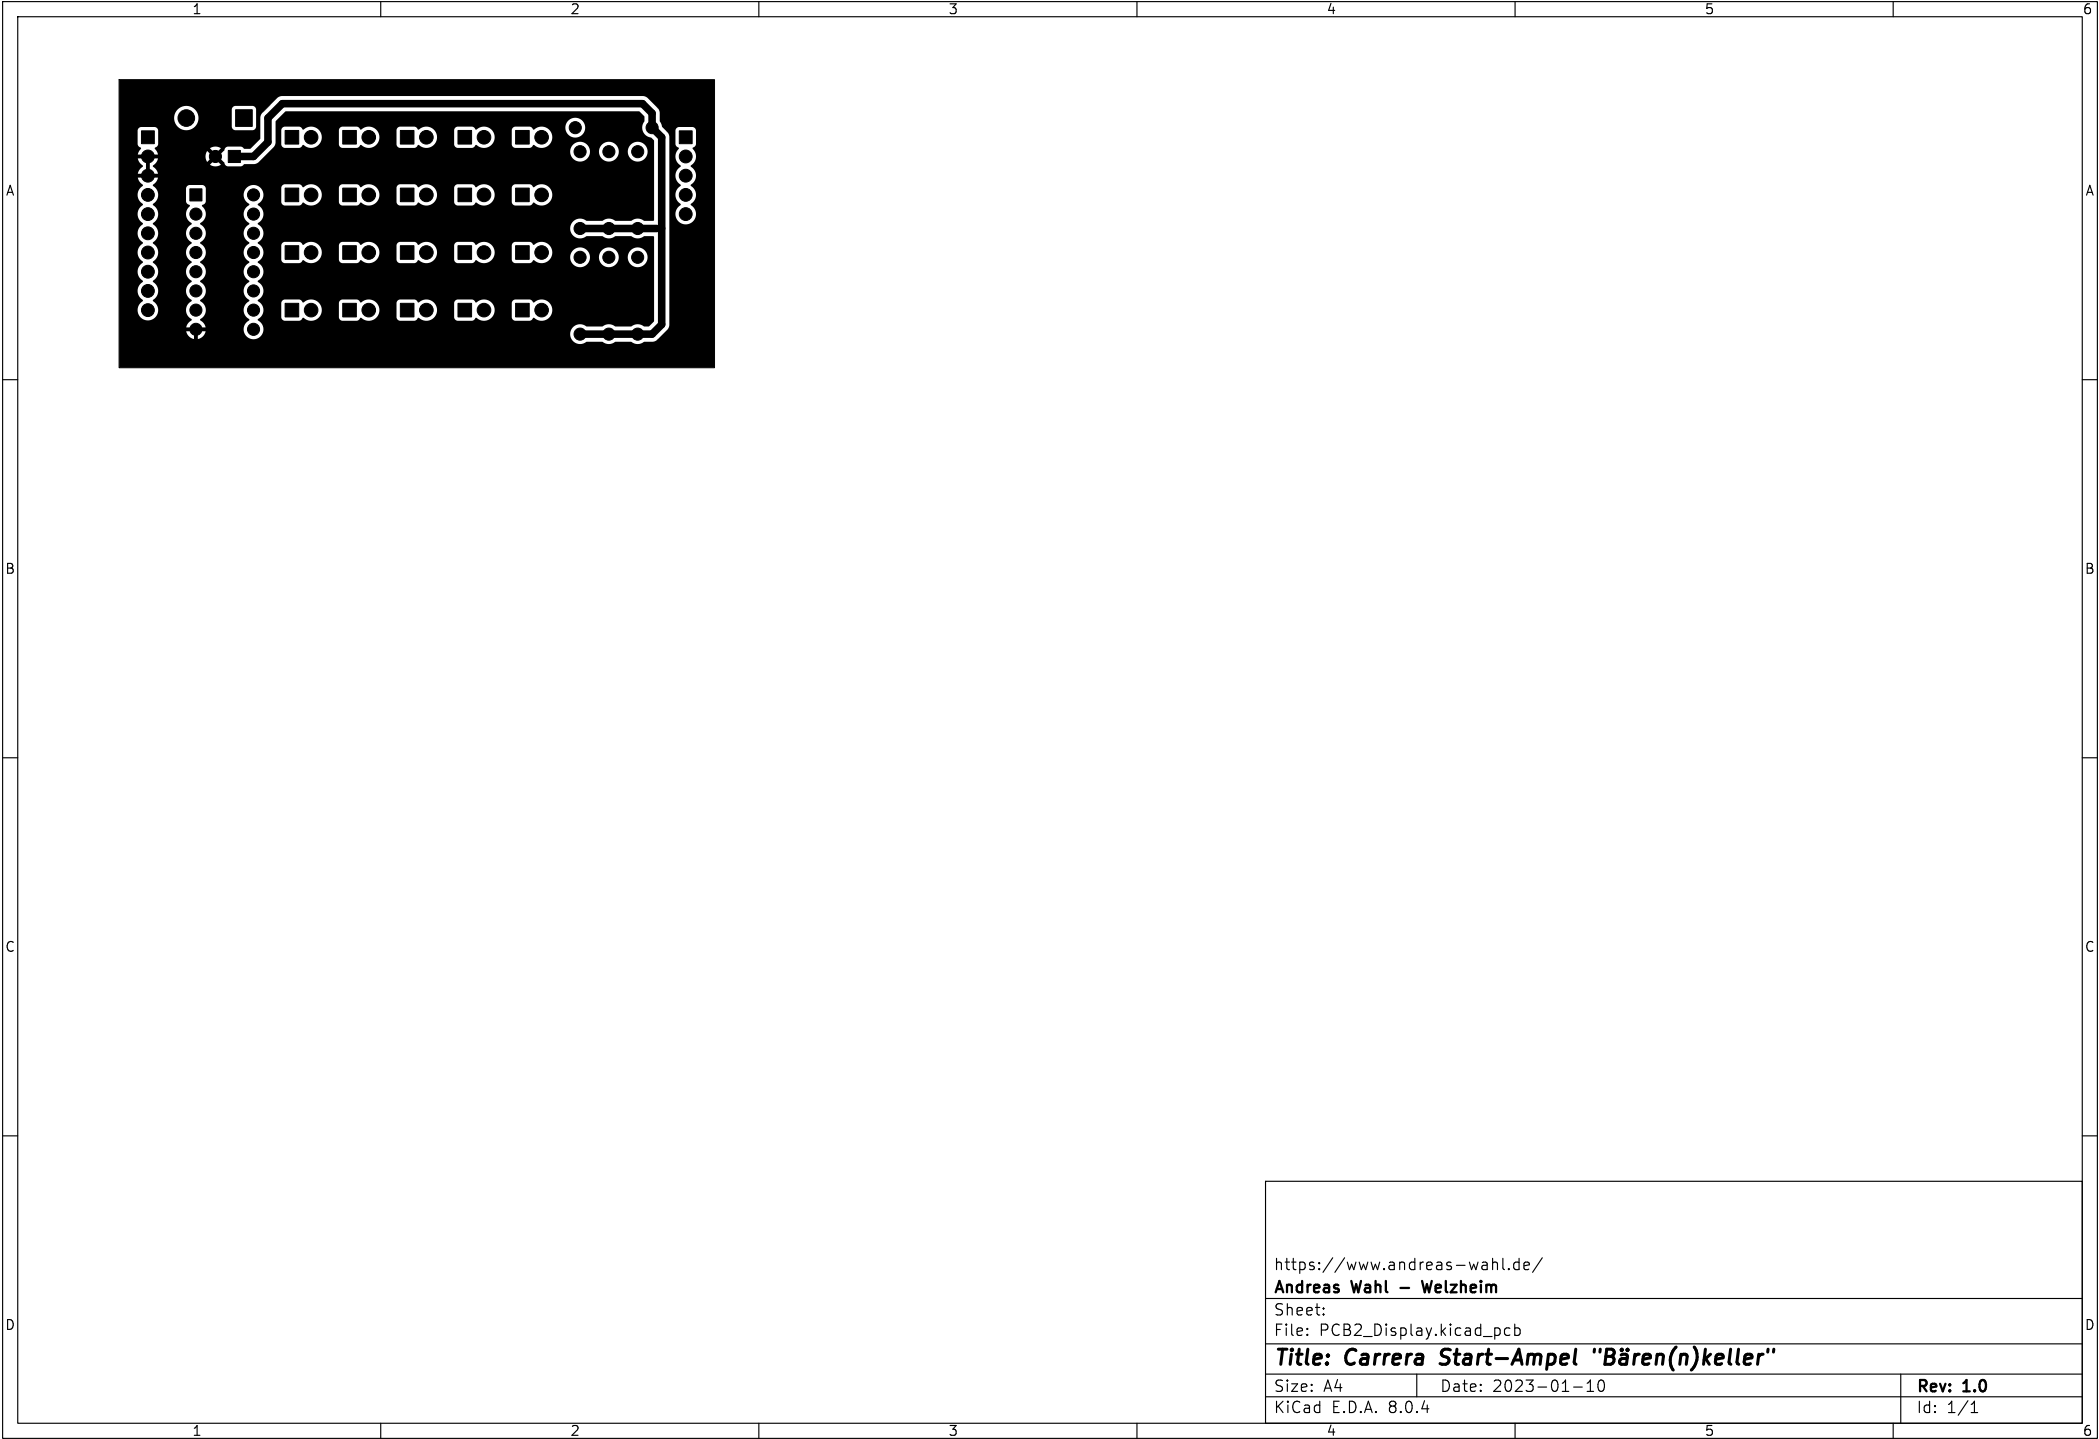 1 2 3 4 5 6
A A
B B
C C
https://www.andreas-wahl.de/
Andreas Wahl - Welzheim
Sheet:
File: PCB2_Display.kicad_pcb
D D
Title: Carrera Start-Ampel "Bären(n)keller"
Size: A4 Date: 2023-01-10 Rev: 1.0
KiCad E.D.A. 8.0.4 Id: 1/1
1 2 3 4 5 6